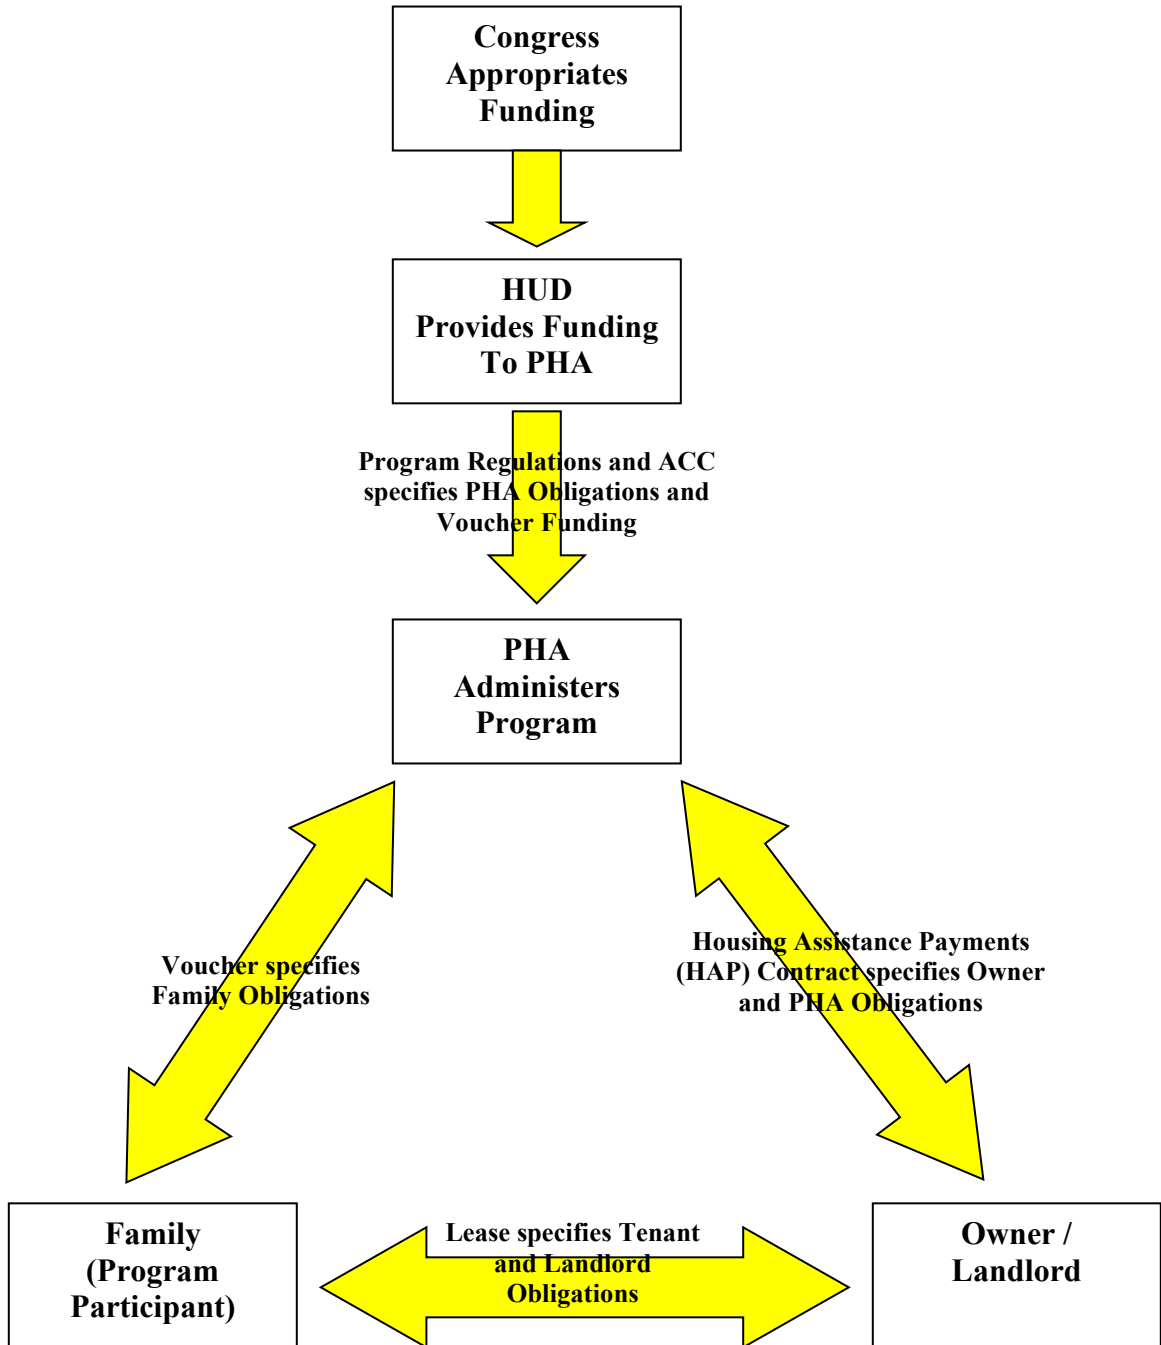 Congress
Appropriates
Funding
HUD
Provides Funding
To PHA
Program Regulations and ACC
specifies PHA Obligations and
Voucher Funding
PHA
Administers
Program
Voucher specifies
Family Obligations
Housing Assistance Payments
(HAP) Contract specifies Owner
and PHA Obligations
Family
(Program
Participant)
Lease specifies Tenant
and Landlord
Obligations
Owner /
Landlord